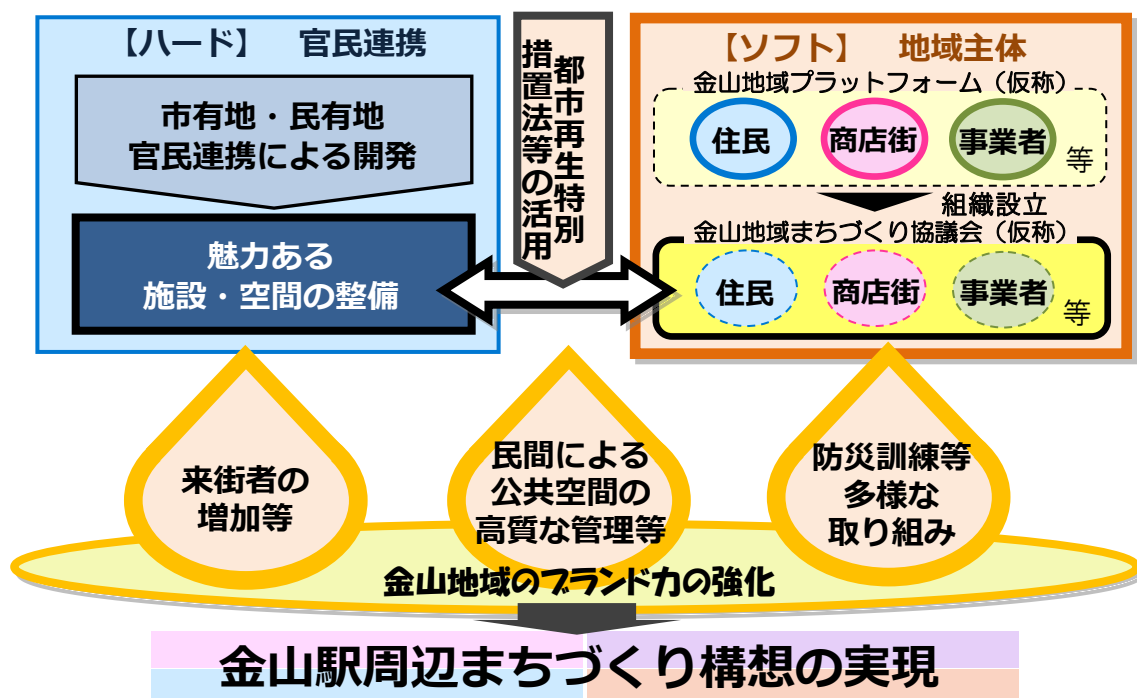 【ハード】 官民連携
市有地・民有地
官民連携による開発
魅力ある
施設・空間の整備
都市再生特別
措置法等の活用
【ソフト】 地域主体
金山地域プラットフォーム（仮称）
住民 商店街 事業者 等
組織設立
金山地域まちづくり協議会（仮称）
住民 商店街 事業者 等
来街者の
増加等
民間による
公共空間の
高質な管理等
防災訓練等
多様な
取り組み
金山地域のブランド力の強化
金山駅周辺まちづくり構想の実現